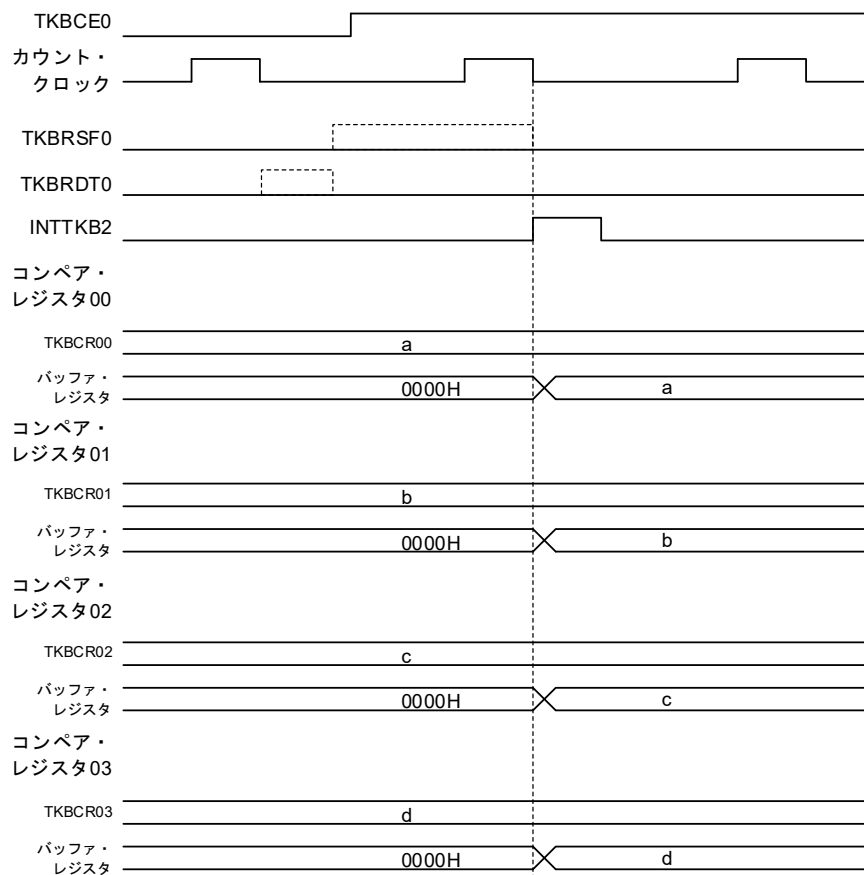 TKBCE0
カウント・
クロック
TKBRSF0
TKBRDT0
INTTKB2
コンペア・
レジスタ00
TKBCR00
a
バッファ・
レジスタ
0000H
a
コンペア・
レジスタ01
TKBCR01
b
バッファ・
レジスタ
0000H
b
コンペア・
レジスタ02
TKBCR02
c
バッファ・
レジスタ
0000H
c
コンペア・
レジスタ03
TKBCR03
d
バッファ・
レジスタ
0000H
d